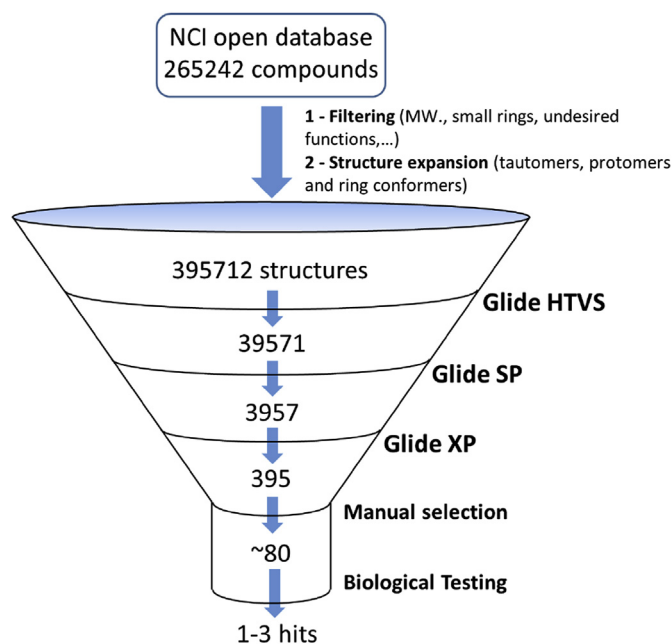 NCI open database
265242 compounds
1 - Filtering (MW., small rings, undesired
functions,...)
2 - Structure expansion (tautomers, protomers
and ring conformers)
395712 structures
Glide HTVS
39571
Glide SP
3957
Glide XP
395
Manual selection
~80
Biological Testing
1-3 hits